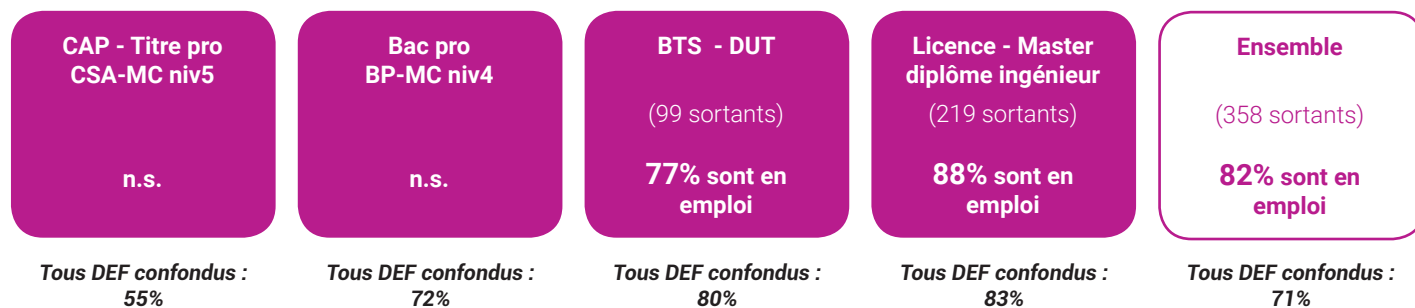 CAP - Titre pro
CSA-MC niv5
n.s.
Tous DEF confondus :
55%
Bac pro
BP-MC niv4
n.s.
Tous DEF confondus :
72%
BTS - DUT
(99 sortants)
77% sont en
emploi
Tous DEF confondus :
80%
Licence - Master
diplôme ingénieur
(219 sortants)
88% sont en
emploi
Tous DEF confondus :
83%
Ensemble
(358 sortants)
82% sont en
emploi
Tous DEF confondus :
71%